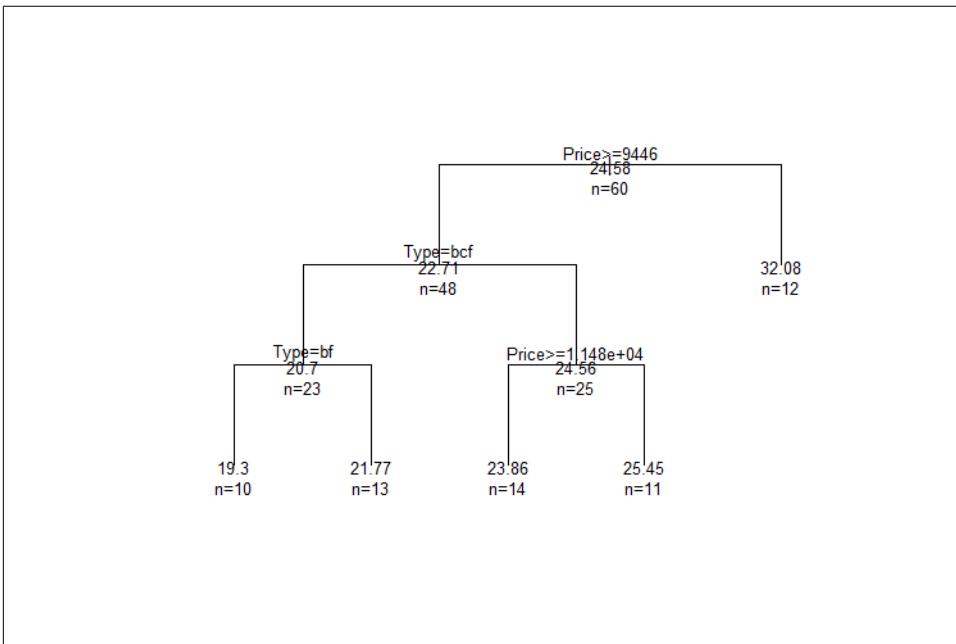 Price>=9446
24.58
n=60
Type=bcf
22.71
n=48
32.08
n=12
Type=bf
20.7
n=23
Price>=1.148e+04
24.56
n=25
19.3
n=10
21.77
n=13
23.86
n=14
25.45
n=11